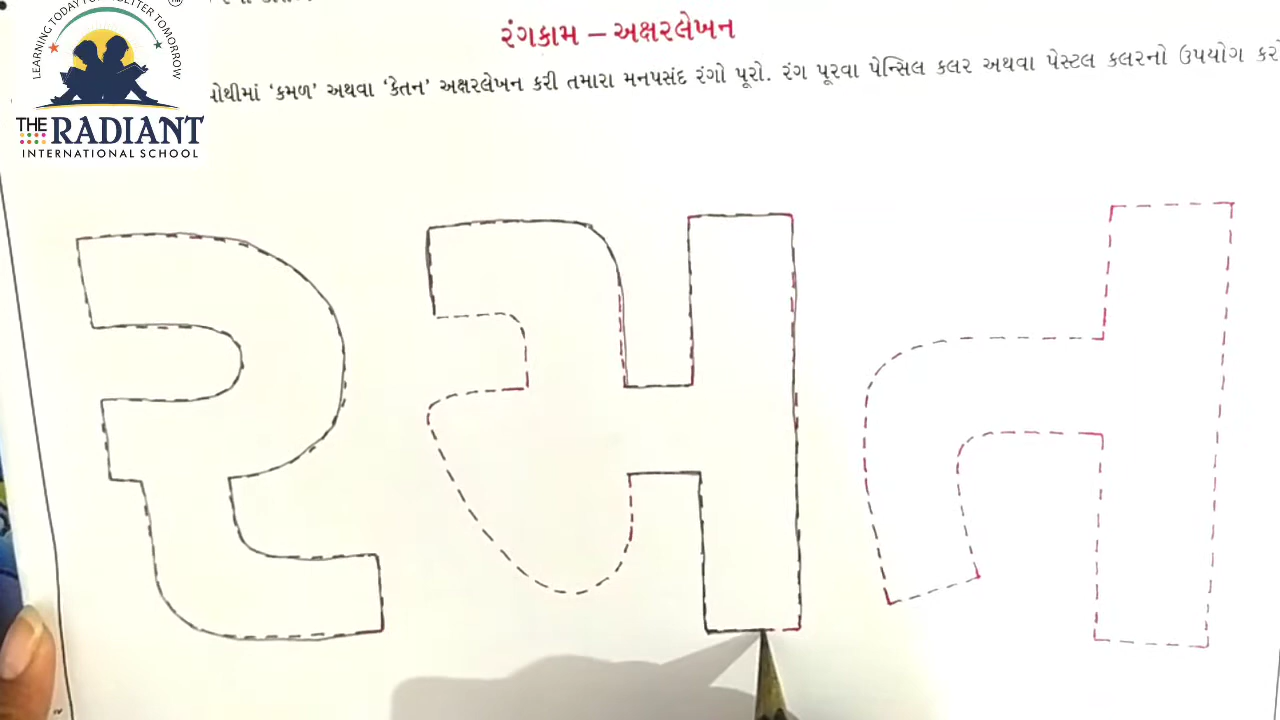 LEARNING TODAY FOR A BETTER TOMORROW
THE RADIANT
INTERNATIONAL SCHOOL
રંગકામ – અક્ષરલેખન
‘કમળ’ અથવા ‘કેતન’ અક્ષરલેખન કરી તમારા મનપસંદ રંગો પૂરો. રંગ પૂરવા પેન્સિલ કલર અથવા પેસ્ટલ કલરનો ઉપયોગ
રમત